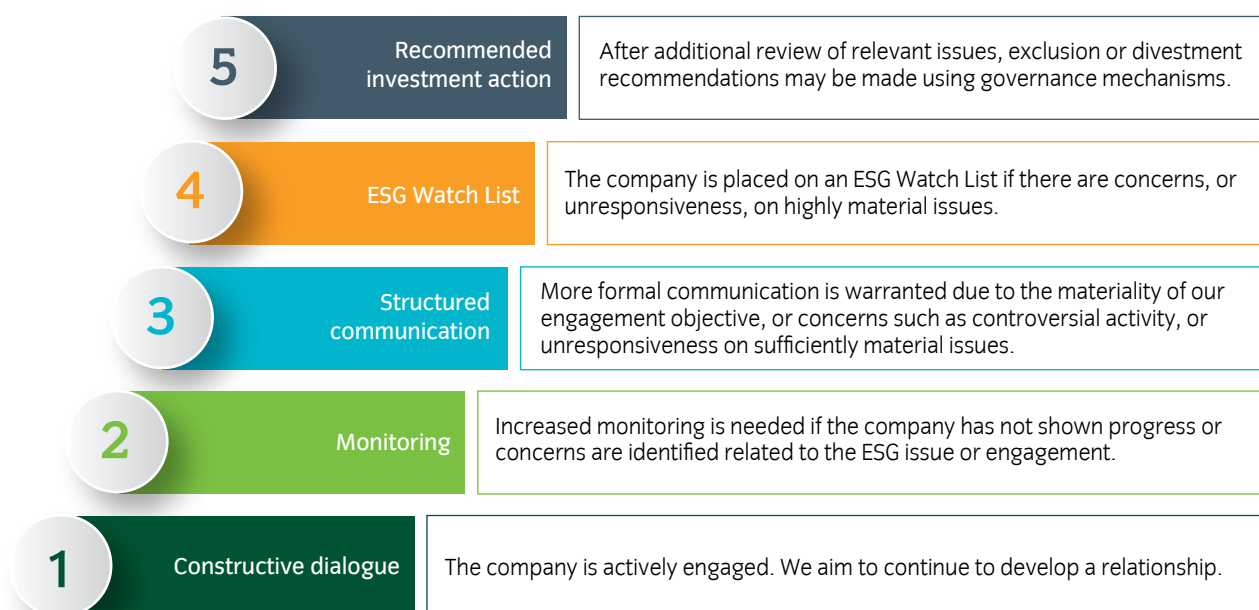 5
Recommended
investment action
After additional review of relevant issues, exclusion or divestment
recommendations may be made using governance mechanisms.
4
ESG Watch List
The company is placed on an ESG Watch List if there are concerns, or
unresponsiveness, on highly material issues.
3
Structured
communication
More formal communication is warranted due to the materiality of our
engagement objective, or concerns such as controversial activity, or
unresponsiveness on sufficiently material issues.
2
Monitoring
Increased monitoring is needed if the company has not shown progress or
concerns are identified related to the ESG issue or engagement.
1
Constructive dialogue
The company is actively engaged. We aim to continue to develop a relationship.